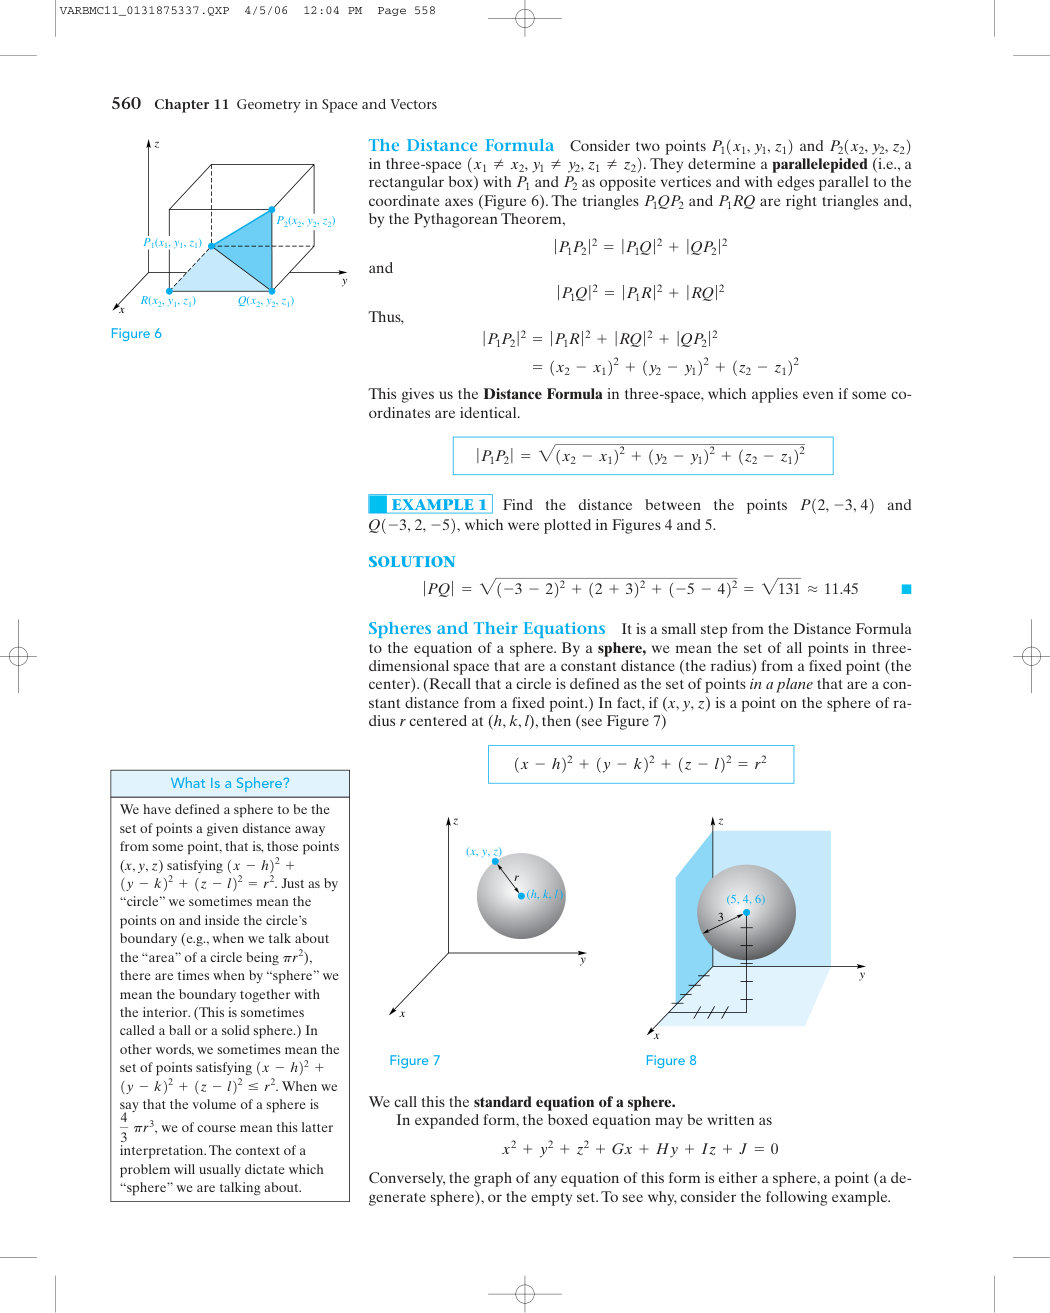 VARBMC11_0131875337.QXP 4/5/06 12:04 PM Page 558
560 Chapter 11 Geometry in Space and Vectors
z
P₂(x₂, y₂, z₂)
P₁(x₁, y₁, z₁)
y
R(x₂, y₁, z₁)
Q(x₂, y₂, z₁)
x
Figure 6
The Distance Formula Consider two points P₁(x₁, y₁, z₁) and P₂(x₂, y₂, z₂)
in three-space (x₁ ≠ x₂, y₁ ≠ y₂, z₁ ≠ z₂). They determine a parallelepided (i.e., a
rectangular box) with P₁ and P₂ as opposite vertices and with edges parallel to the
coordinate axes (Figure 6). The triangles P₁QP₂ and P₁RQ are right triangles and,
by the Pythagorean Theorem,
|P₁P₂|² = |P₁Q|² + |QP₂|²
and
|P₁Q|² = |P₁R|² + |RQ|²
Thus,
|P₁P₂|² = |P₁R|² + |RQ|² + |QP₂|²
= (x₂ − x₁)² + (y₂ − y₁)² + (z₂ − z₁)²
This gives us the Distance Formula in three-space, which applies even if some co-
ordinates are identical.
|P₁P₂| = √(x₂ − x₁)² + (y₂ − y₁)² + (z₂ − z₁)²
EXAMPLE 1 Find the distance between the points P(2, −3, 4) and
Q(−3, 2, −5), which were plotted in Figures 4 and 5.
SOLUTION
|PQ| = √(−3 − 2)² + (2 + 3)² + (−5 − 4)² = √131 ≈ 11.45
Spheres and Their Equations It is a small step from the Distance Formula
to the equation of a sphere. By a sphere, we mean the set of all points in three-
dimensional space that are a constant distance (the radius) from a fixed point (the
center). (Recall that a circle is defined as the set of points in a plane that are a con-
stant distance from a fixed point.) In fact, if (x, y, z) is a point on the sphere of ra-
dius r centered at (h, k, l), then (see Figure 7)
(x − h)² + (y − k)² + (z − l)² = r²
What Is a Sphere?
We have defined a sphere to be the
set of points a given distance away
from some point, that is, those points
(x, y, z) satisfying (x − h)² +
(y − k)² + (z − l)² = r². Just as by
“circle” we sometimes mean the
points on and inside the circle’s
boundary (e.g., when we talk about
the “area” of a circle being πr²),
there are times when by “sphere” we
mean the boundary together with
the interior. (This is sometimes
called a ball or a solid sphere.) In
other words, we sometimes mean the
set of points satisfying (x − h)² +
(y − k)² + (z − l)² ≤ r². When we
say that the volume of a sphere is
4/3 πr³, we of course mean this latter
interpretation. The context of a
problem will usually dictate which
“sphere” we are talking about.
z
(x, y, z)
r
(h, k, l)
y
x
Figure 7
z
(5, 4, 6)
3
y
x
Figure 8
We call this the standard equation of a sphere.
In expanded form, the boxed equation may be written as
x² + y² + z² + Gx + Hy + Iz + J = 0
Conversely, the graph of any equation of this form is either a sphere, a point (a de-
generate sphere), or the empty set. To see why, consider the following example.